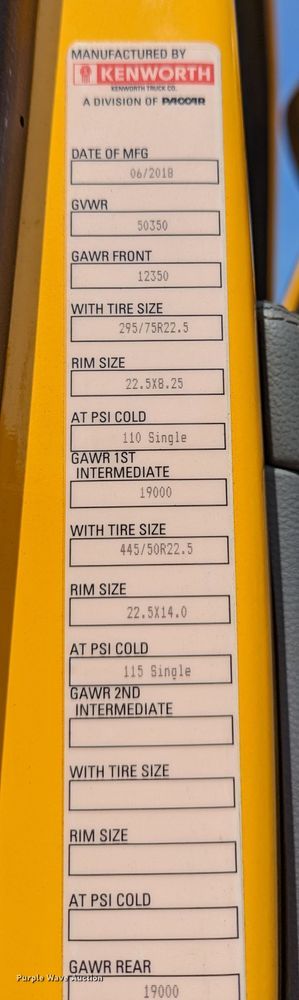 MANUFACTURED BY
KENWORTH
KENWORTH TRUCK CO.
A DIVISION OF PACCAR
DATE OF MFG
06/2018
GVWR
50350
GAWR FRONT
12350
WITH TIRE SIZE
295/75R22.5
RIM SIZE
22.5X8.25
AT PSI COLD
110 Single
GAWR 1ST
INTERMEDIATE
19000
WITH TIRE SIZE
445/50R22.5
RIM SIZE
22.5X14.0
AT PSI COLD
115 Single
GAWR 2ND
INTERMEDIATE
WITH TIRE SIZE
RIM SIZE
AT PSI COLD
Purple Wave Auction
GAWR REAR
19000